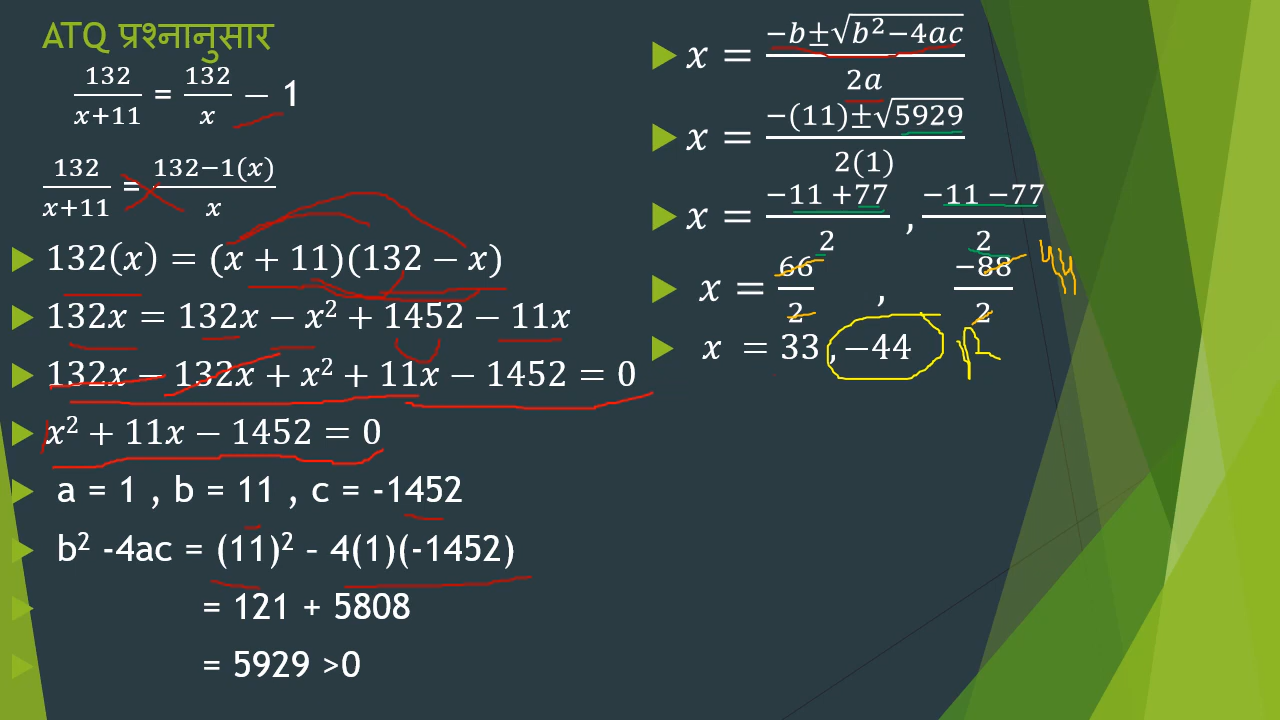 ATQ प्रश्नानुसार
132/(x+11) = 132/x − 1
132/(x+11) = (132−1(x))/x
132(x) = (x + 11)(132 − x)
132x = 132x − x² + 1452 − 11x
132x − 132x + x² + 11x − 1452 = 0
x² + 11x − 1452 = 0
a = 1 , b = 11 , c = -1452
b² -4ac = (11)² – 4(1)(-1452)
= 121 + 5808
= 5929 >0
x = (−b±√(b²−4ac))/2a
x = (−(11)±√5929)/2(1)
x = (−11 +77)/2 , (−11 −77)/2
x = 66/2 , −88/2 44
x = 33 , −44